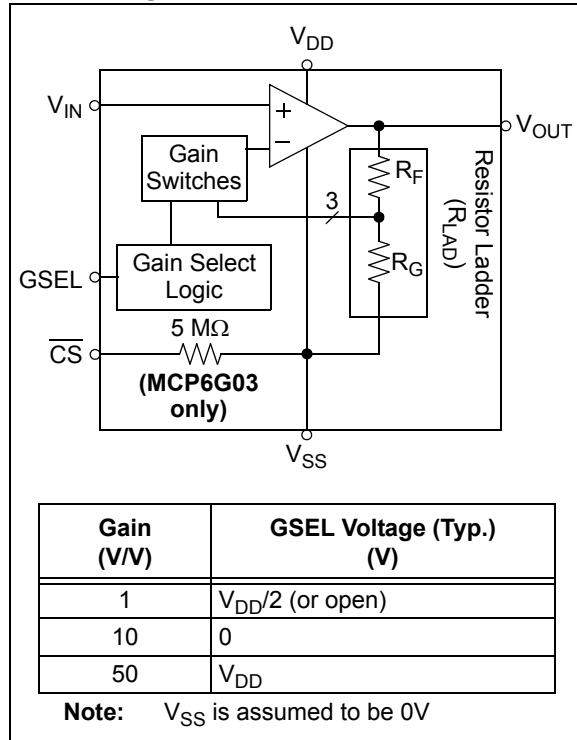 V_DD
V_IN
+
−
V_OUT
Gain
Switches
3
R_F
R_G
Resistor Ladder
(R_LAD)
GSEL
Gain Select
Logic
5 MΩ
C̅S̅
(MCP6G03
only)
V_SS
Gain
(V/V)
GSEL Voltage (Typ.)
(V)
1 V_DD/2 (or open)
10 0
50 V_DD
Note: V_SS is assumed to be 0V